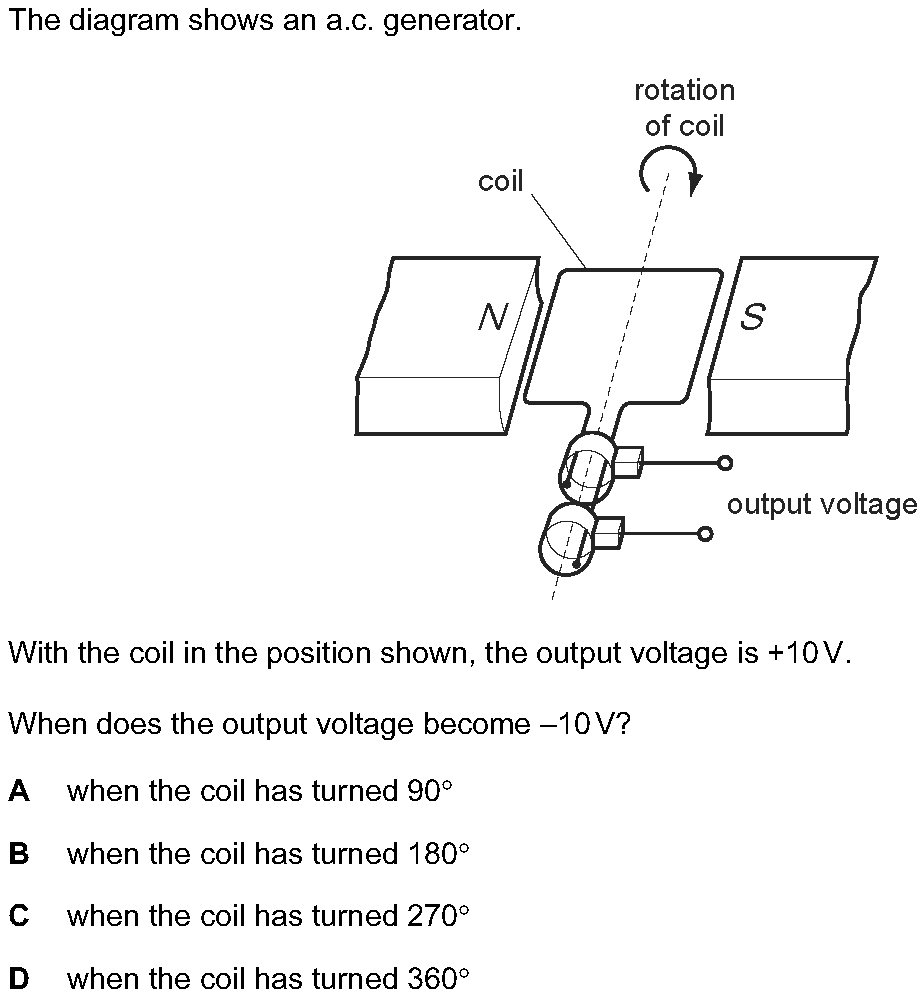 The diagram shows an a.c. generator.
rotation
of coil
coil
N
S
output voltage
With the coil in the position shown, the output voltage is +10 V.
When does the output voltage become –10 V?
A when the coil has turned 90°
B when the coil has turned 180°
C when the coil has turned 270°
D when the coil has turned 360°